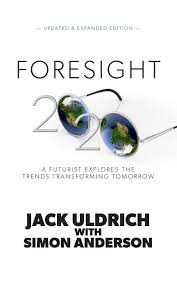 — UPDATED & EXPANDED EDITION —
FORESIGHT
2020
A FUTURIST EXPLORES THE
TRENDS TRANSFORMING TOMORROW
JACK ULDRICH
WITH
SIMON ANDERSON